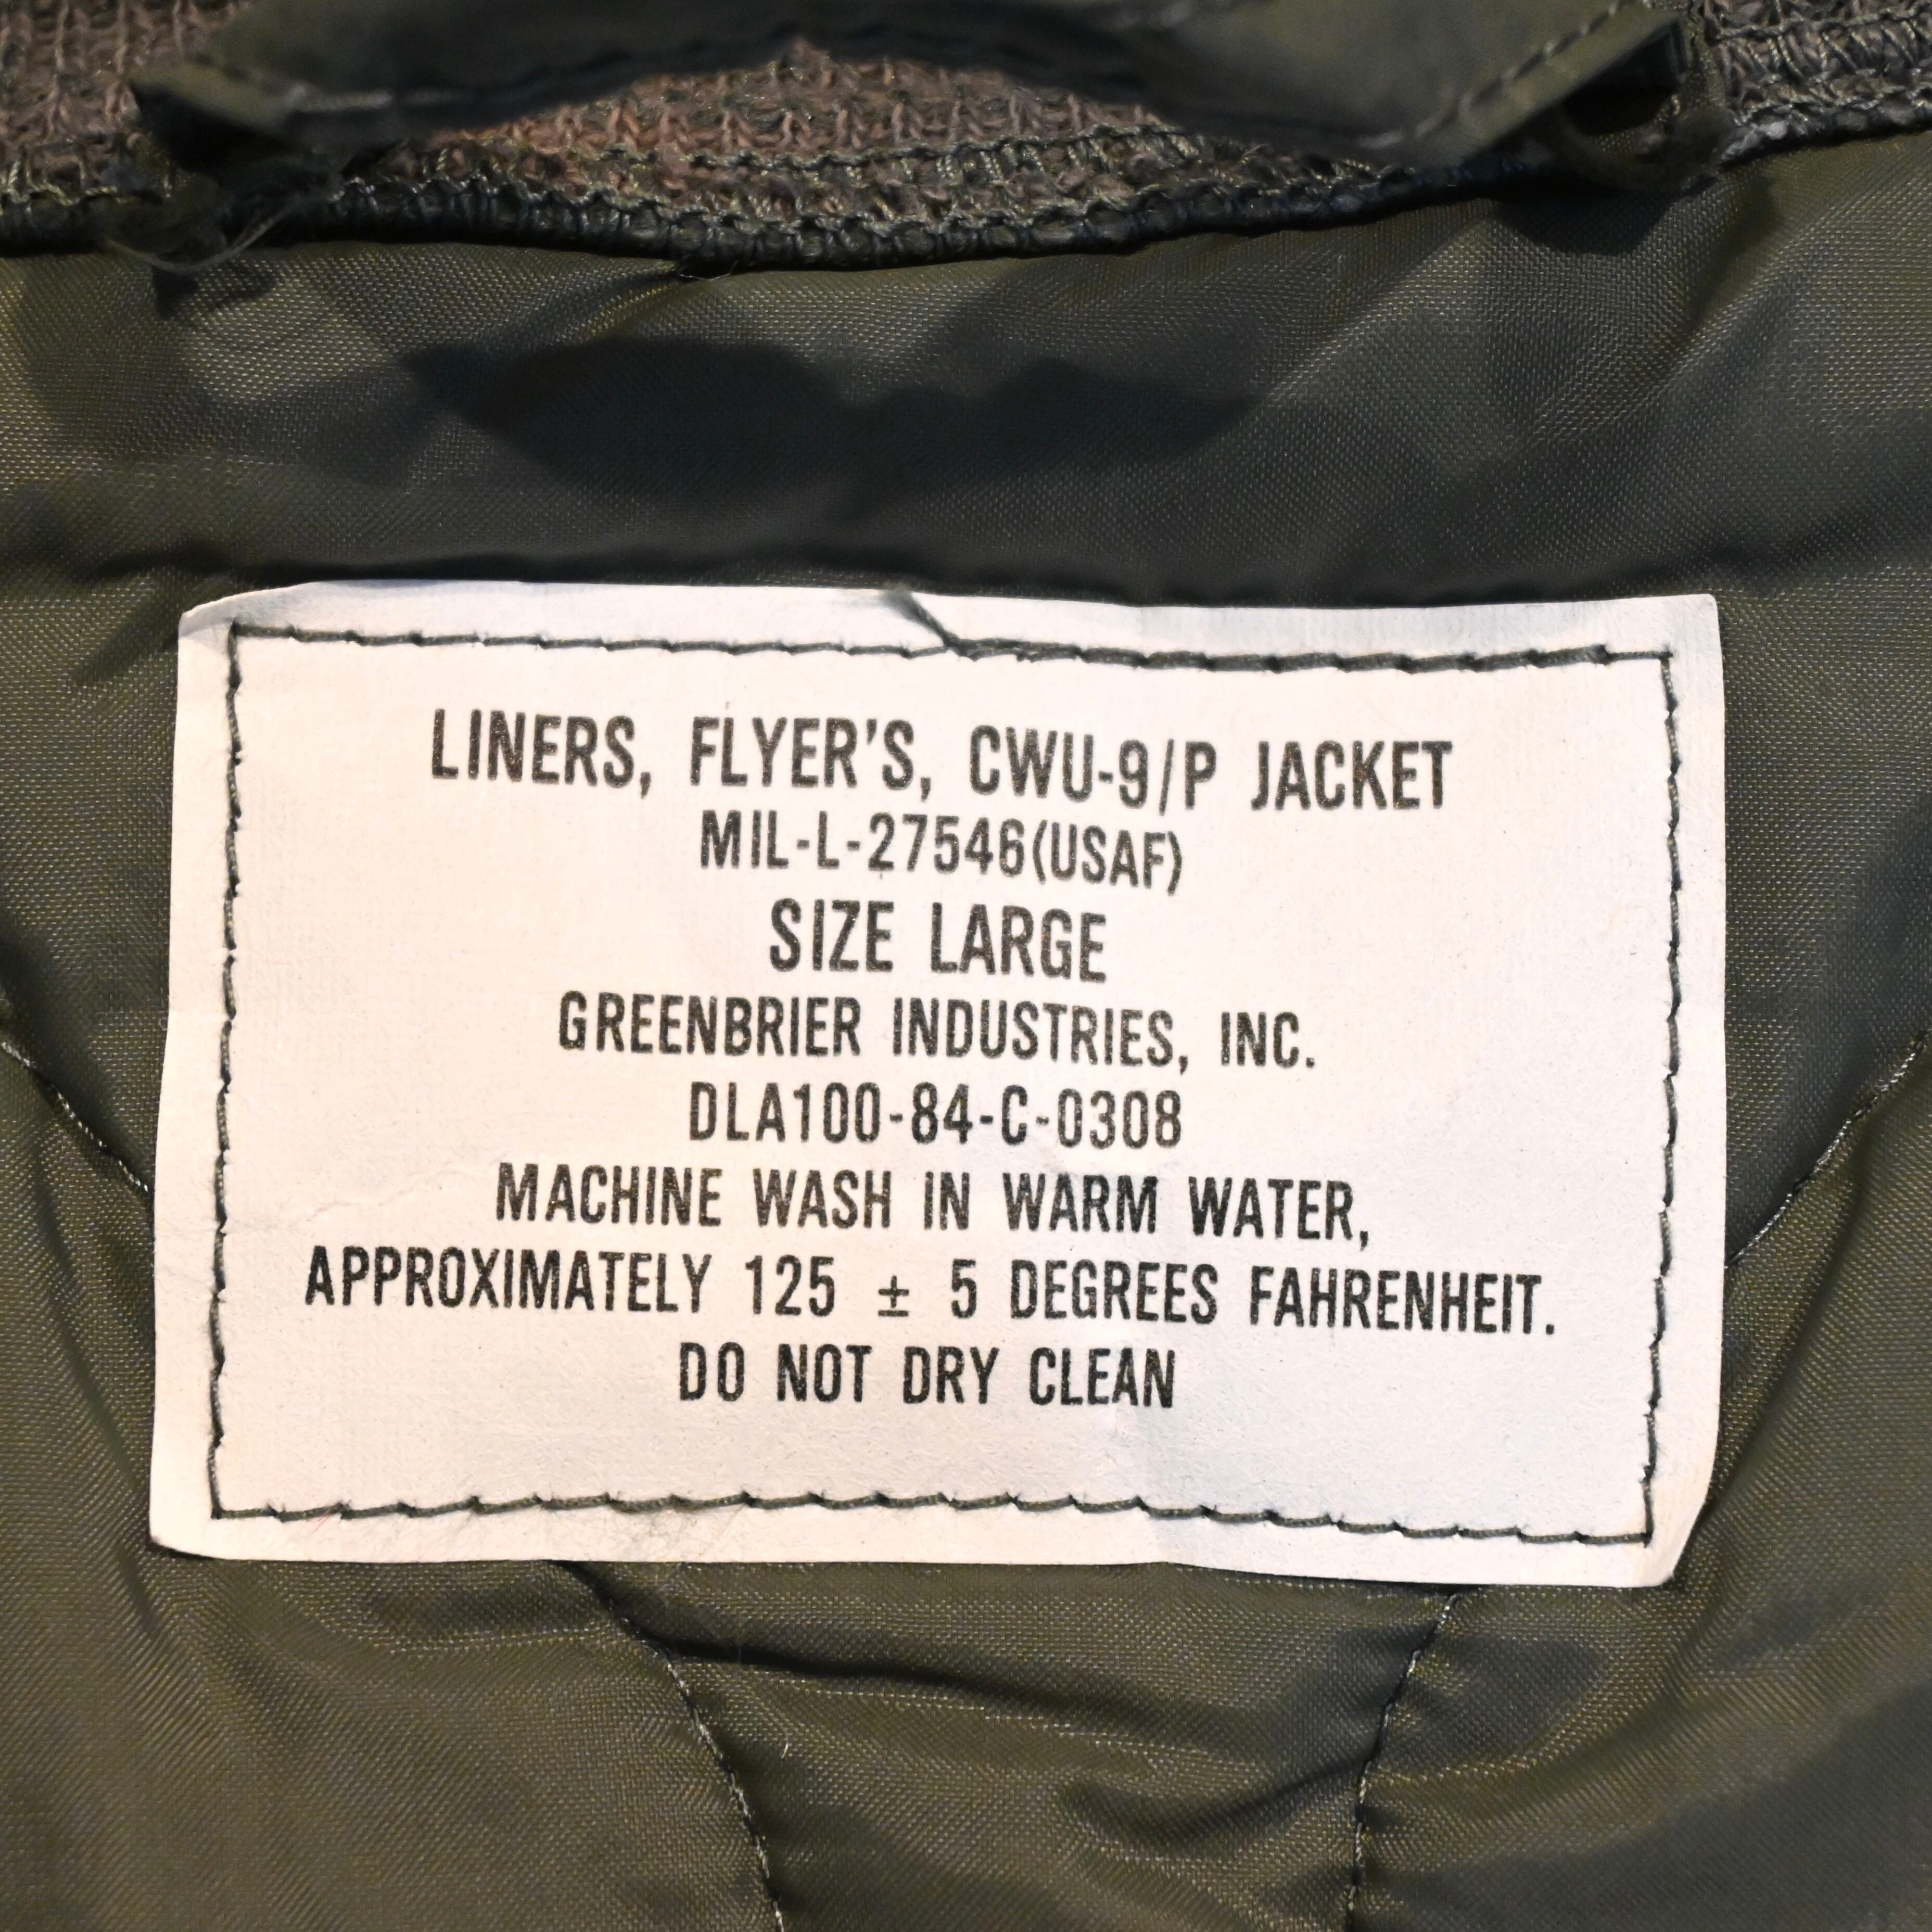 LINERS, FLYER'S, CWU-9/P JACKET
MIL-L-27546(USAF)
SIZE LARGE
GREENBRIER INDUSTRIES, INC.
DLA100-84-C-0308
MACHINE WASH IN WARM WATER,
APPROXIMATELY 125 ± 5 DEGREES FAHRENHEIT.
DO NOT DRY CLEAN